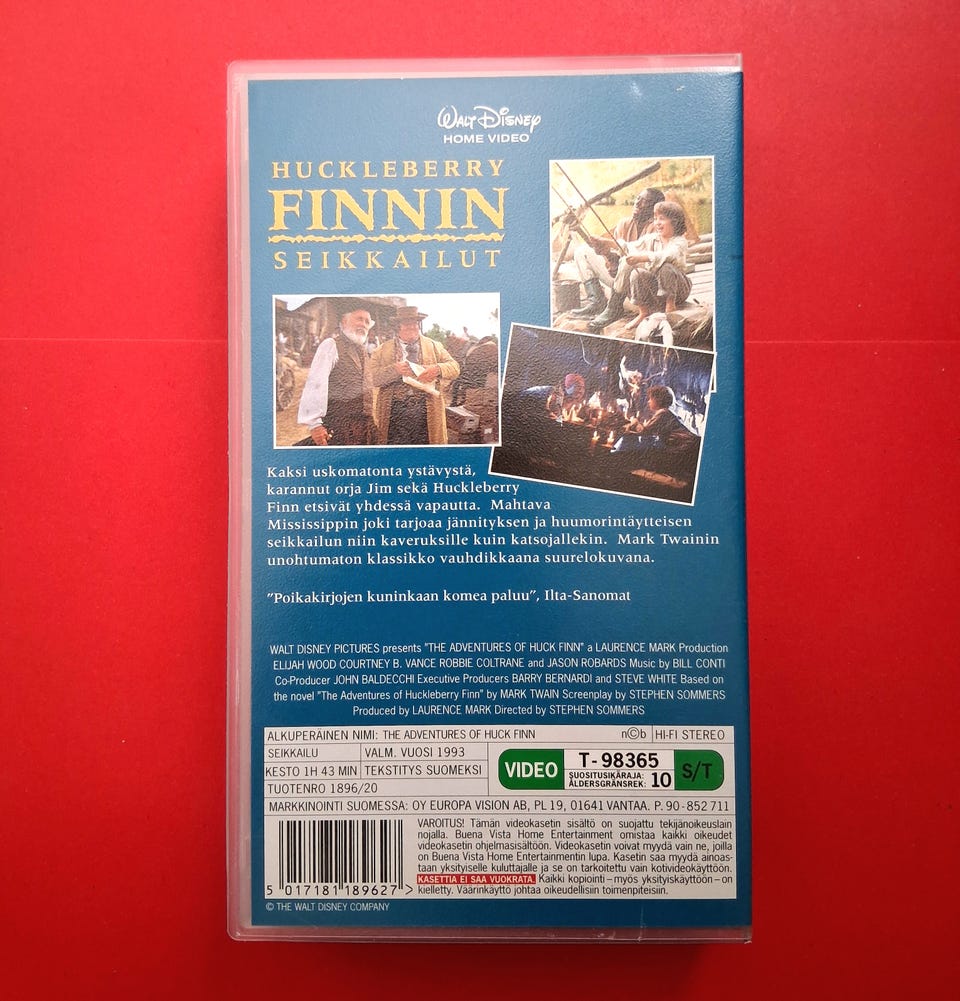 WALT DISNEY
HOME VIDEO
HUCKLEBERRY
FINNIN
SEIKKAILUT
Kaksi uskomatonta ystävystä,
karannut orja Jim sekä Huckleberry
Finn etsivät yhdessä vapautta. Mahtava
Mississippin joki tarjoaa jännityksen ja huumorintäytteisen
seikkailun niin kaveruksille kuin katsojallekin. Mark Twainin
unohtumaton klassikko vauhdikkaana suurelokuvana.
"Poikakirjojen kuninkaan komea paluu", Ilta-Sanomat
WALT DISNEY PICTURES presents "THE ADVENTURES OF HUCK FINN" a LAURENCE MARK Production
ELIJAH WOOD COURTNEY B. VANCE ROBBIE COLTRANE and JASON ROBARDS Music by BILL CONTI
Co-Producer JOHN BALDECCHI Executive Producers BARRY BERNARDI and STEVE WHITE Based on
the novel "The Adventures of Huckleberry Finn" by MARK TWAIN Screenplay by STEPHEN SOMMERS
Produced by LAURENCE MARK Directed by STEPHEN SOMMERS
ALKUPERÄINEN NIMI: THE ADVENTURES OF HUCK FINN n©b HI-FI STEREO
SEIKKAILU VALM. VUOSI 1993
KESTO 1H 43 MIN TEKSTITYS SUOMEKSI
TUOTENRO 1896/20
VIDEO T-98365 S/T
SUOSITUSIKÄRAJA:
ÅLDERSGRÄNSREK: 10
MARKKINOINTI SUOMESSA: OY EUROPA VISION AB, PL 19, 01641 VANTAA. P. 90-852 711
VAROITUS! Tämän videokasetin sisältö on suojattu tekijänoikeuslain
nojalla. Buena Vista Home Entertainment omistaa kaikki oikeudet
videokasetin ohjelmasisältöön. Videokasetin voivat myydä vain ne, joilla
on Buena Vista Home Entertainmentin lupa. Kasetin saa myydä ainoas-
taan yksityiselle kuluttajalle ja se on tarkoitettu vain kotivideokäyttöön.
KASETTIA EI SAA VUOKRATA. Kaikki kopiointi – myös yksityiskäyttöön – on
kielletty. Väärinkäyttö johtaa oikeudellisiin toimenpiteisiin.
5 017181 189627 >
© THE WALT DISNEY COMPANY